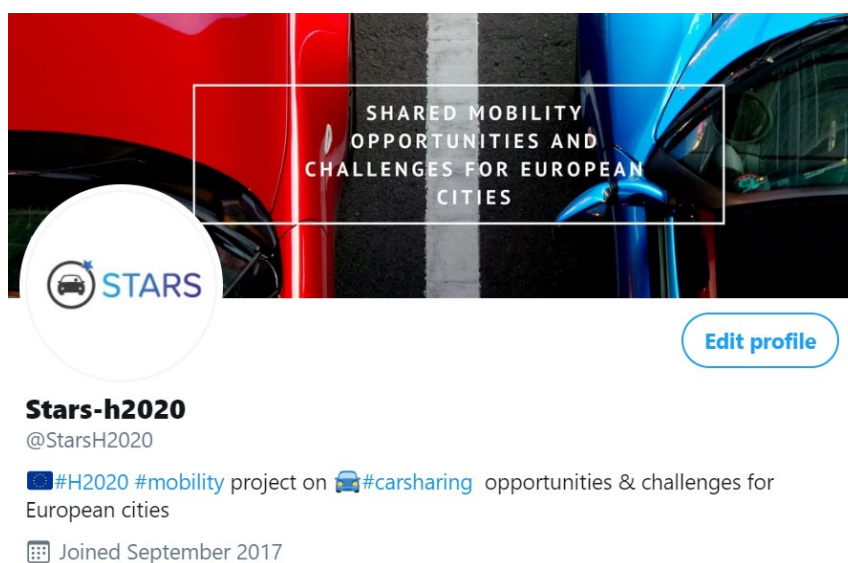 SHARED MOBILITY
OPPORTUNITIES AND
CHALLENGES FOR EUROPEAN
CITIES
STARS
Edit profile
Stars-h2020
@StarsH2020
🇪🇺#H2020 #mobility project on 🚘#carsharing opportunities & challenges for
European cities
Joined September 2017